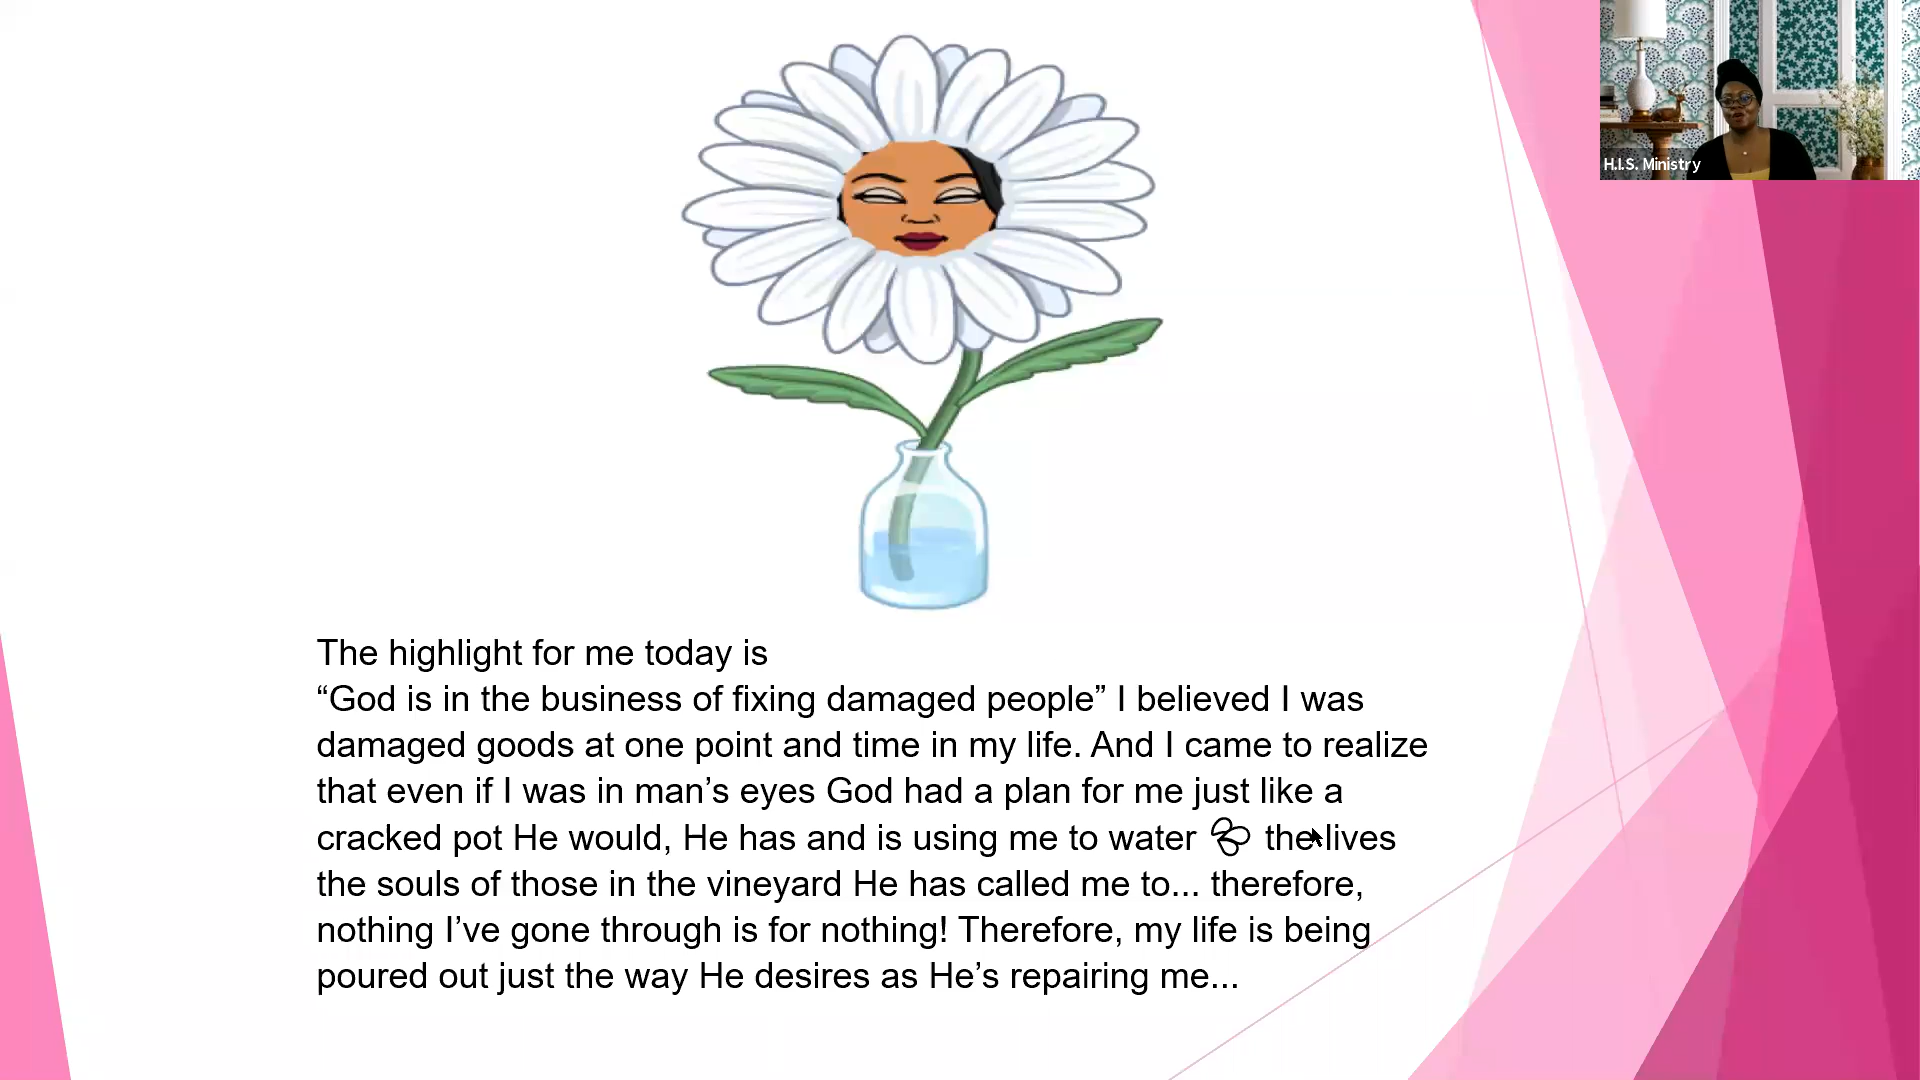 H.I.S. Ministry
The highlight for me today is
“God is in the business of fixing damaged people” I believed I was
damaged goods at one point and time in my life. And I came to realize
that even if I was in man’s eyes God had a plan for me just like a
cracked pot He would, He has and is using me to water the lives
the souls of those in the vineyard He has called me to... therefore,
nothing I’ve gone through is for nothing! Therefore, my life is being
poured out just the way He desires as He’s repairing me...